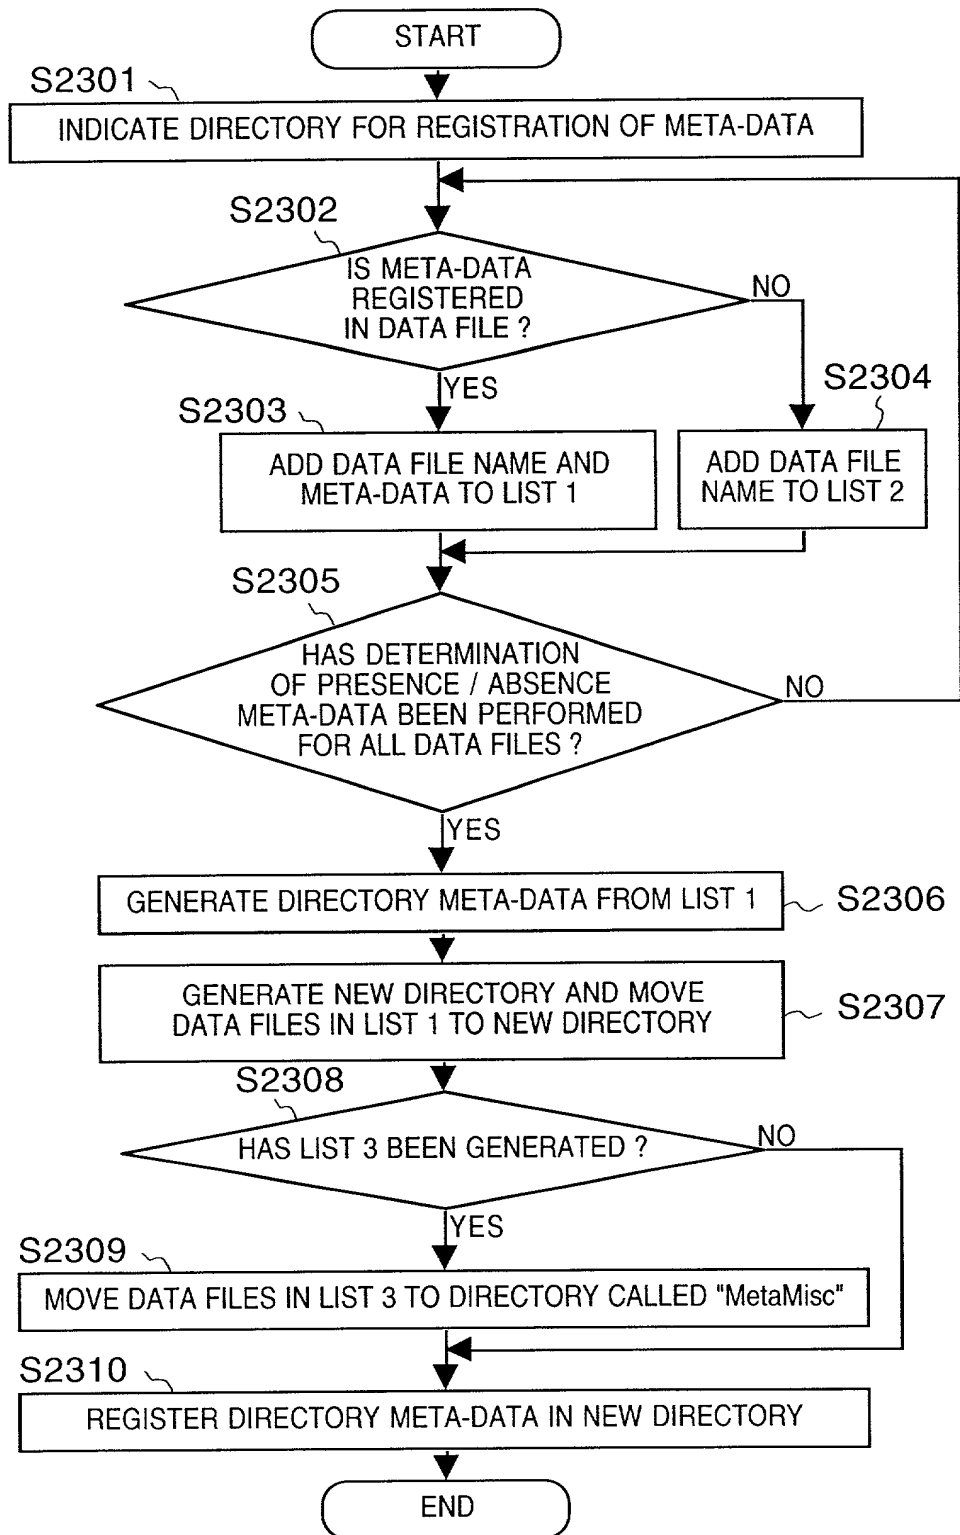 START
S2301
INDICATE DIRECTORY FOR REGISTRATION OF META-DATA
S2302
IS META-DATA
REGISTERED
IN DATA FILE ?
NO
YES
S2303
S2304
ADD DATA FILE NAME AND
META-DATA TO LIST 1
ADD DATA FILE
NAME TO LIST 2
S2305
HAS DETERMINATION
OF PRESENCE / ABSENCE
META-DATA BEEN PERFORMED
FOR ALL DATA FILES ?
NO
YES
GENERATE DIRECTORY META-DATA FROM LIST 1
S2306
GENERATE NEW DIRECTORY AND MOVE
DATA FILES IN LIST 1 TO NEW DIRECTORY
S2307
S2308
HAS LIST 3 BEEN GENERATED ?
NO
YES
S2309
MOVE DATA FILES IN LIST 3 TO DIRECTORY CALLED "MetaMisc"
S2310
REGISTER DIRECTORY META-DATA IN NEW DIRECTORY
END